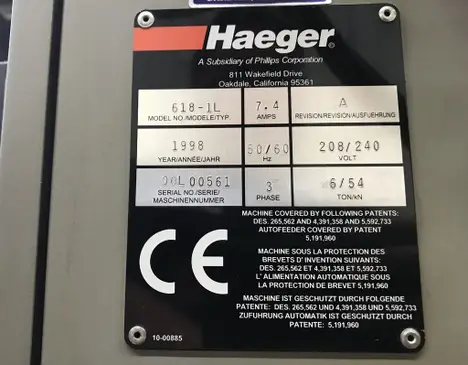 Haeger®
A Subsidiary of Phillips Corporation
811 Wakefield Drive
Oakdale, California 95361
618-1L 7.4 A
MODEL NO/MODELE/TYP. AMPS REVISION/REVISION/AUSFUEHRUNG
1998 50/60 208/240
YEAR/ANNÉE/JAHR HZ VOLT
00L00561 3 6/54
SERIAL NO/SERIE/ PHASE TON/kN
MASCHINENNUMMER
MACHINE COVERED BY FOLLOWING PATENTS:
DES. 265,562 AND 4,391,358 AND 5,592,733
AUTOFEEDER COVERED BY PATENT
5,191,960
MACHINE SOUS LA PROTECTION DES
BREVETS D' INVENTION SUIVANTS:
DES. 265,562 ET 4,391,358 ET 5,592,733,
L' ALIMENTATION AUTOMATIQUE SOUS
LA PROTECTION DE BREVET 5,191,960
CE
MASCHINE IST GESCHUTZT DURCH FOLGENDE
PATENTE: DES. 265,562 UND 4,391,358 UND 5,592,733
ZUFUHRUNG AUTOMATIK IST GESCHUTZT DURCH
PATENTE: 5,191,960
10-00885